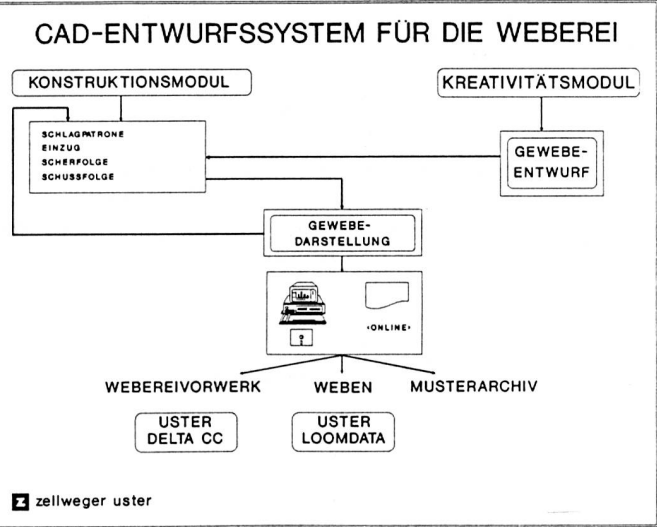 CAD-ENTWURFSSYSTEM FÜR DIE WEBEREI
KONSTRUKTIONSMODUL
KREATIVITÄTSMODUL
SCHLAGPATRONE
EINZUG
SCHERFOLGE
SCHUSSFOLGE
GEWEBE-
ENTWURF
GEWEBE-
DARSTELLUNG
‹ONLINE›
WEBEREIVORWERK
WEBEN
MUSTERARCHIV
USTER
DELTA CC
USTER
LOOMDATA
z zellweger uster